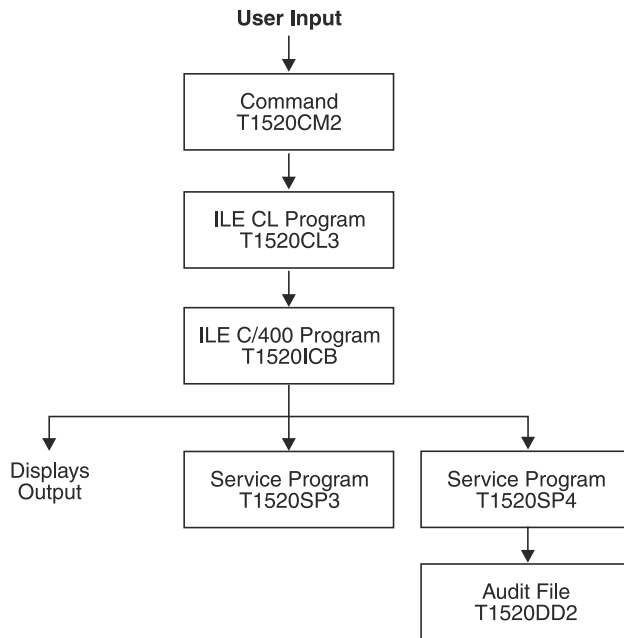 User Input
Command
T1520CM2
ILE CL Program
T1520CL3
ILE C/400 Program
T1520ICB
Displays
Output
Service Program
T1520SP3
Service Program
T1520SP4
Audit File
T1520DD2